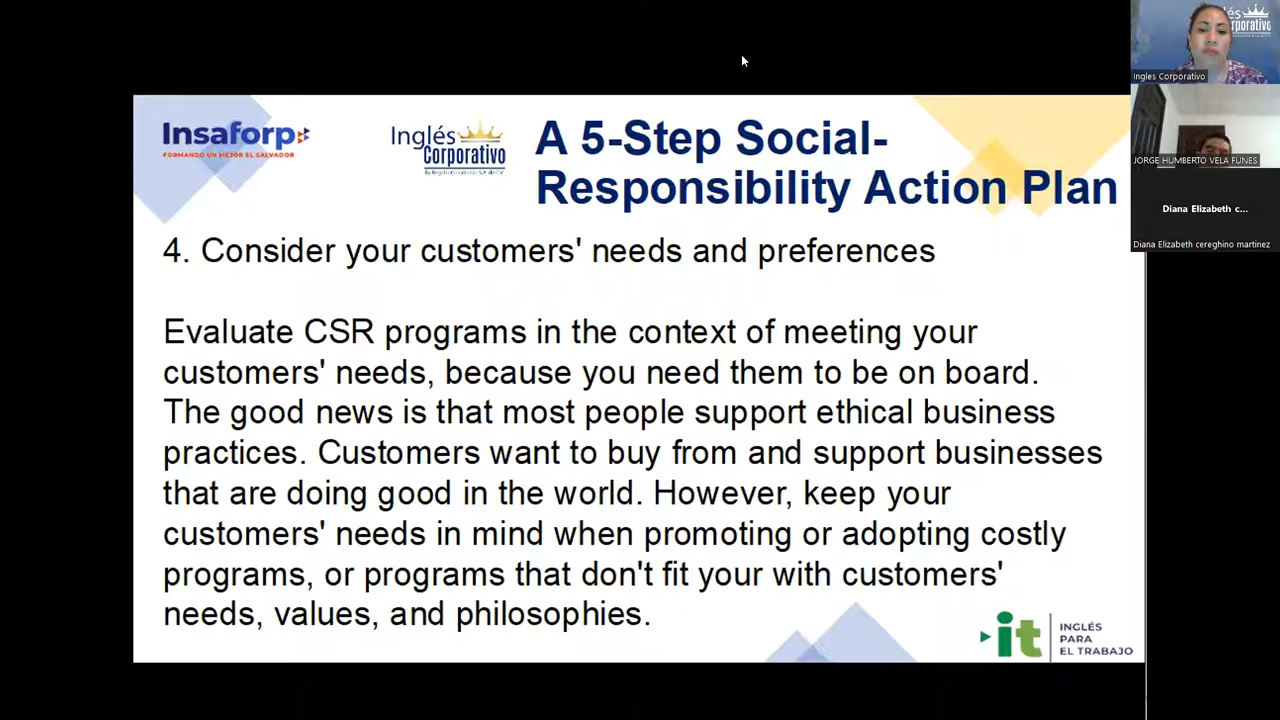 Insaforp
FORMANDO UN MEJOR EL SALVADOR
Inglés
Corporativo
A 5-Step Social-
Responsibility Action Plan
4. Consider your customers' needs and preferences
Evaluate CSR programs in the context of meeting your
customers' needs, because you need them to be on board.
The good news is that most people support ethical business
practices. Customers want to buy from and support businesses
that are doing good in the world. However, keep your
customers' needs in mind when promoting or adopting costly
programs, or programs that don't fit your with customers'
needs, values, and philosophies.
it
INGLÉS
PARA
EL TRABAJO
Ingles Corporativo
JORGE HUMBERTO VELA FUNES
Diana Elizabeth c...
Diana Elizabeth cereghino martinez